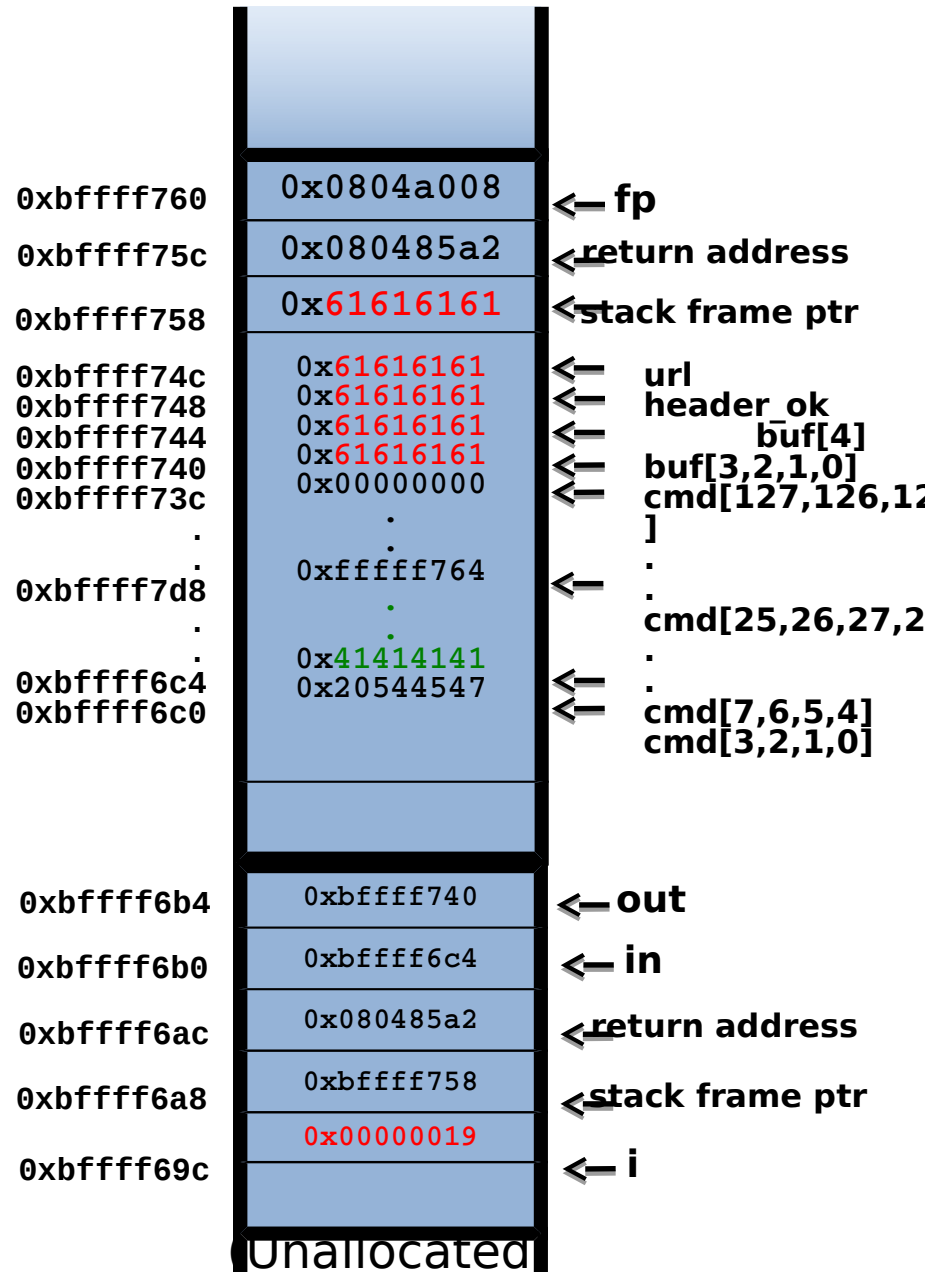 0xbffff760 0x0804a008 fp
0xbffff75c 0x080485a2 return address
0xbffff758 0x61616161 stack frame ptr
0xbffff74c 0x61616161 url
0xbffff748 0x61616161 header_ok
0xbffff744 0x61616161 buf[4]
0xbffff740 0x61616161 buf[3,2,1,0]
0xbffff73c 0x00000000 cmd[127,126,12
. . ]
. . .
0xbffff7d8 0xfffff764 .
. . cmd[25,26,27,2
. . .
0xbffff6c4 0x41414141 .
0xbffff6c0 0x20544547 cmd[7,6,5,4]
cmd[3,2,1,0]
0xbffff6b4 0xbffff740 out
0xbffff6b0 0xbffff6c4 in
0xbffff6ac 0x080485a2 return address
0xbffff6a8 0xbffff758 stack frame ptr
0x00000019
0xbffff69c i
(Unallocated